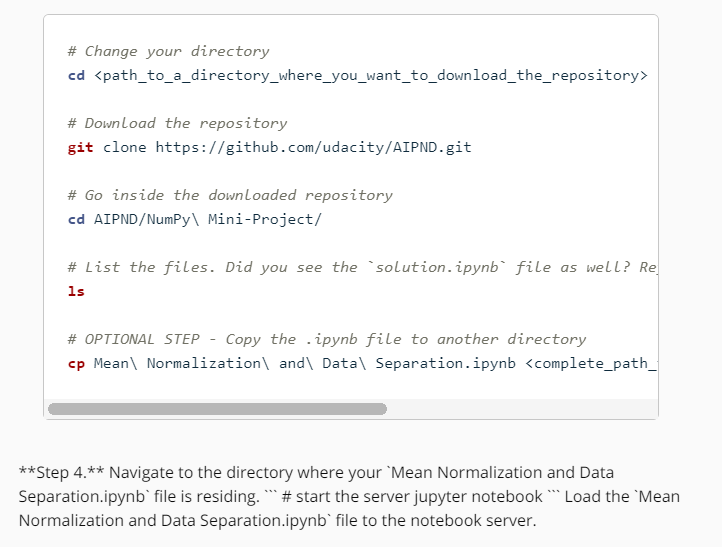 # Change your directory
cd <path_to_a_directory_where_you_want_to_download_the_repository>
# Download the repository
git clone https://github.com/udacity/AIPND.git
# Go inside the downloaded repository
cd AIPND/NumPy\ Mini-Project/
# List the files. Did you see the `solution.ipynb` file as well? Re
ls
# OPTIONAL STEP - Copy the .ipynb file to another directory
cp Mean\ Normalization\ and\ Data\ Separation.ipynb <complete_path_
**Step 4.** Navigate to the directory where your `Mean Normalization and Data
Separation.ipynb` file is residing. ``` # start the server jupyter notebook ``` Load the `Mean
Normalization and Data Separation.ipynb` file to the notebook server.